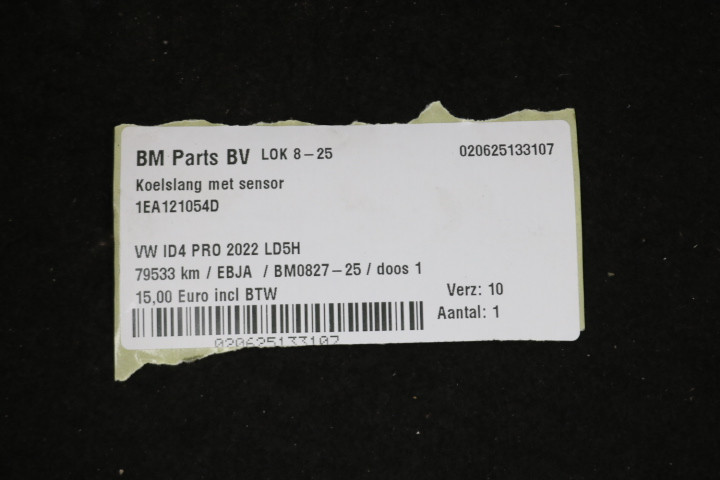 BM Parts BV LOK 8-25 020625133107
Koelslang met sensor
1EA121054D
VW ID4 PRO 2022 LD5H
79533 km / EBJA / BM0827-25 / doos 1
15,00 Euro incl BTW Verz: 10
Aantal: 1
020625133107